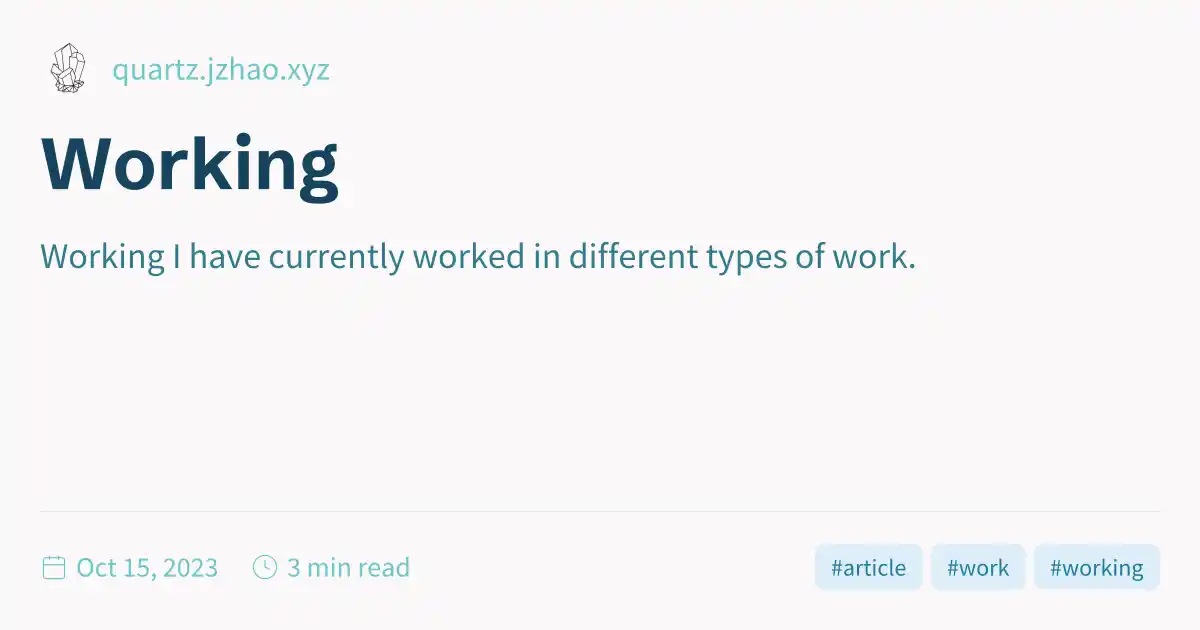 quartz.jzhao.xyz
Working
Working I have currently worked in different types of work.
Oct 15, 2023 3 min read #article #work #working